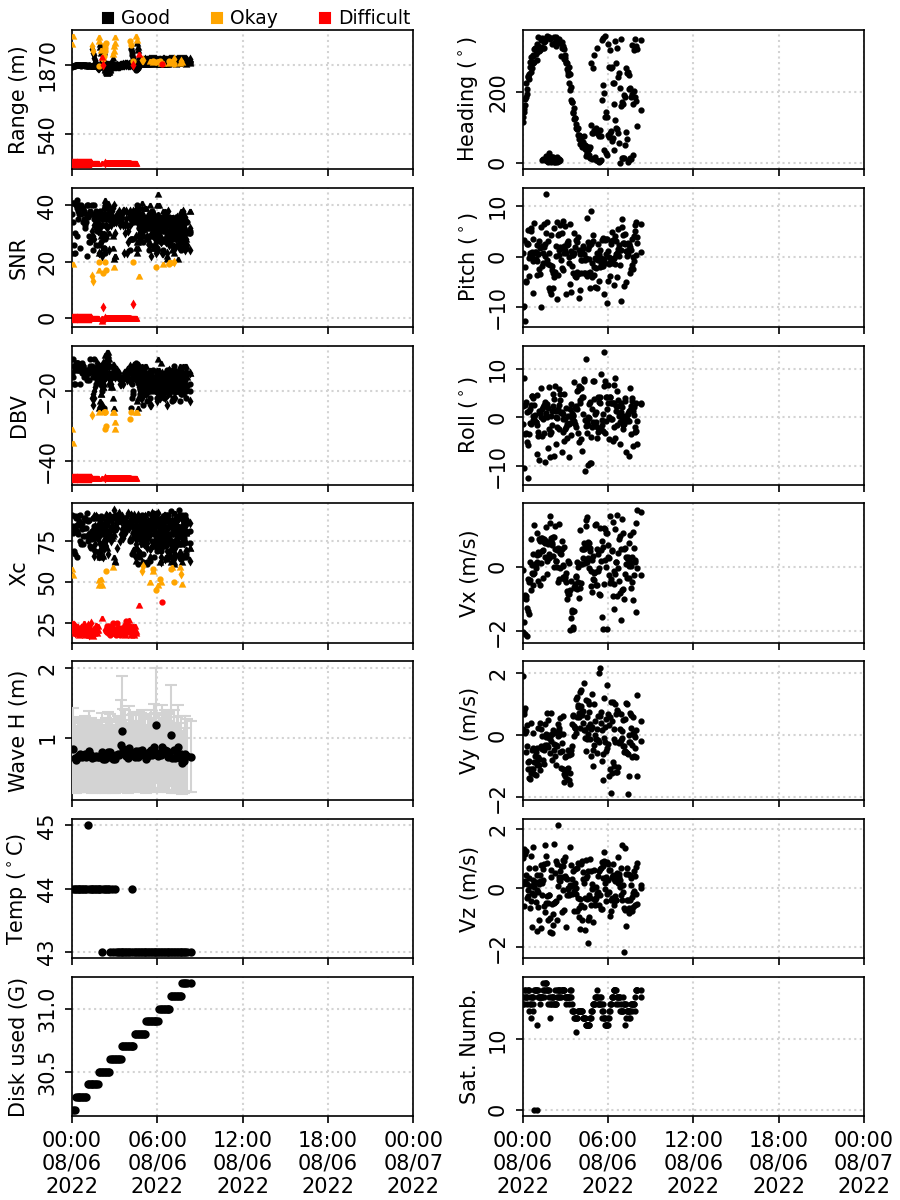 Good Okay Difficult
Range (m)
1870
540
Heading (°)
200
0
SNR
40
20
0
Pitch (°)
10
0
−10
DBV
−20
−40
Roll (°)
10
0
−10
Xc
75
50
25
Vx (m/s)
0
−2
Wave H (m)
2
1
Vy (m/s)
2
0
−2
Temp (°C)
45
44
43
Vz (m/s)
2
0
−2
Disk used (G)
31.0
30.5
Sat. Numb.
10
0
00:00 06:00 12:00 18:00 00:00
08/06 08/06 08/06 08/06 08/07
2022 2022 2022 2022 2022
00:00 06:00 12:00 18:00 00:00
08/06 08/06 08/06 08/06 08/07
2022 2022 2022 2022 2022